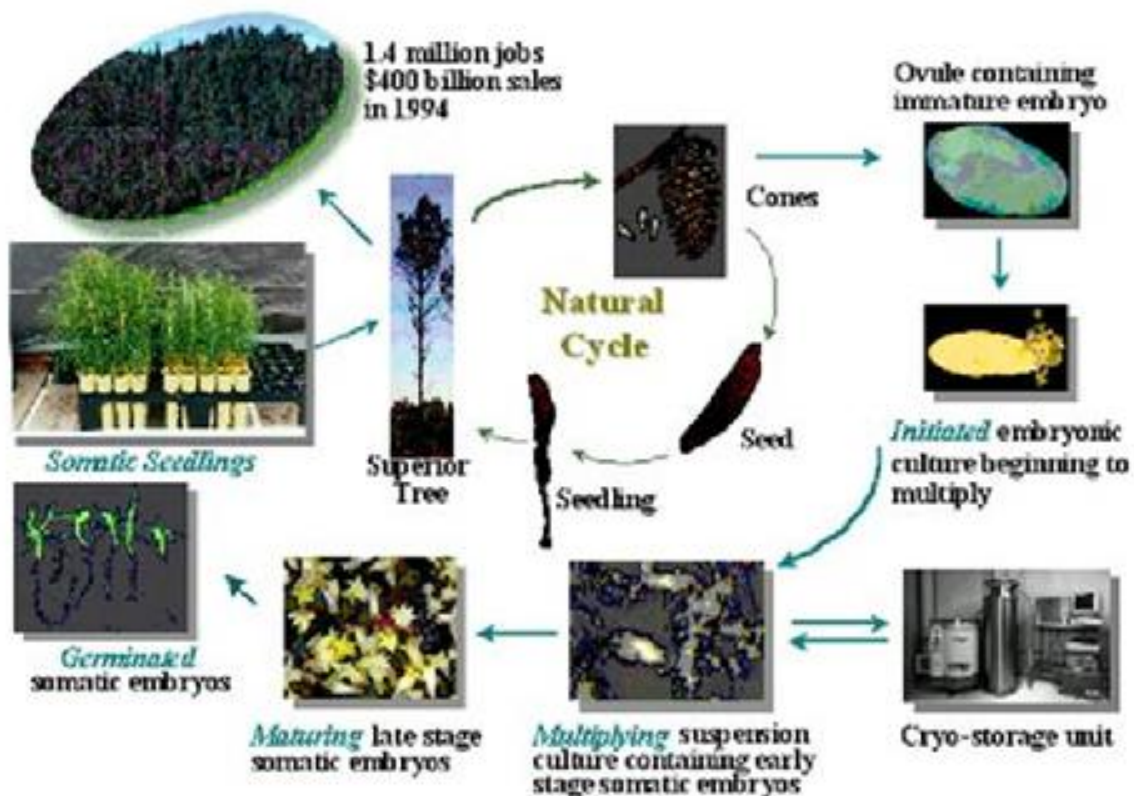 1.4 million jobs
$400 billion sales
in 1994
Ovule containing
immature embryo
Cones
Natural
Cycle
Seed
Seedling
Superior
Tree
Somatic Seedlings
Initiated embryonic
culture beginning to
multiply
Germinated
somatic embryos
Maturing late stage
somatic embryos
Multiplying suspension
culture containing early
stage somatic embryos
Cryo-storage unit